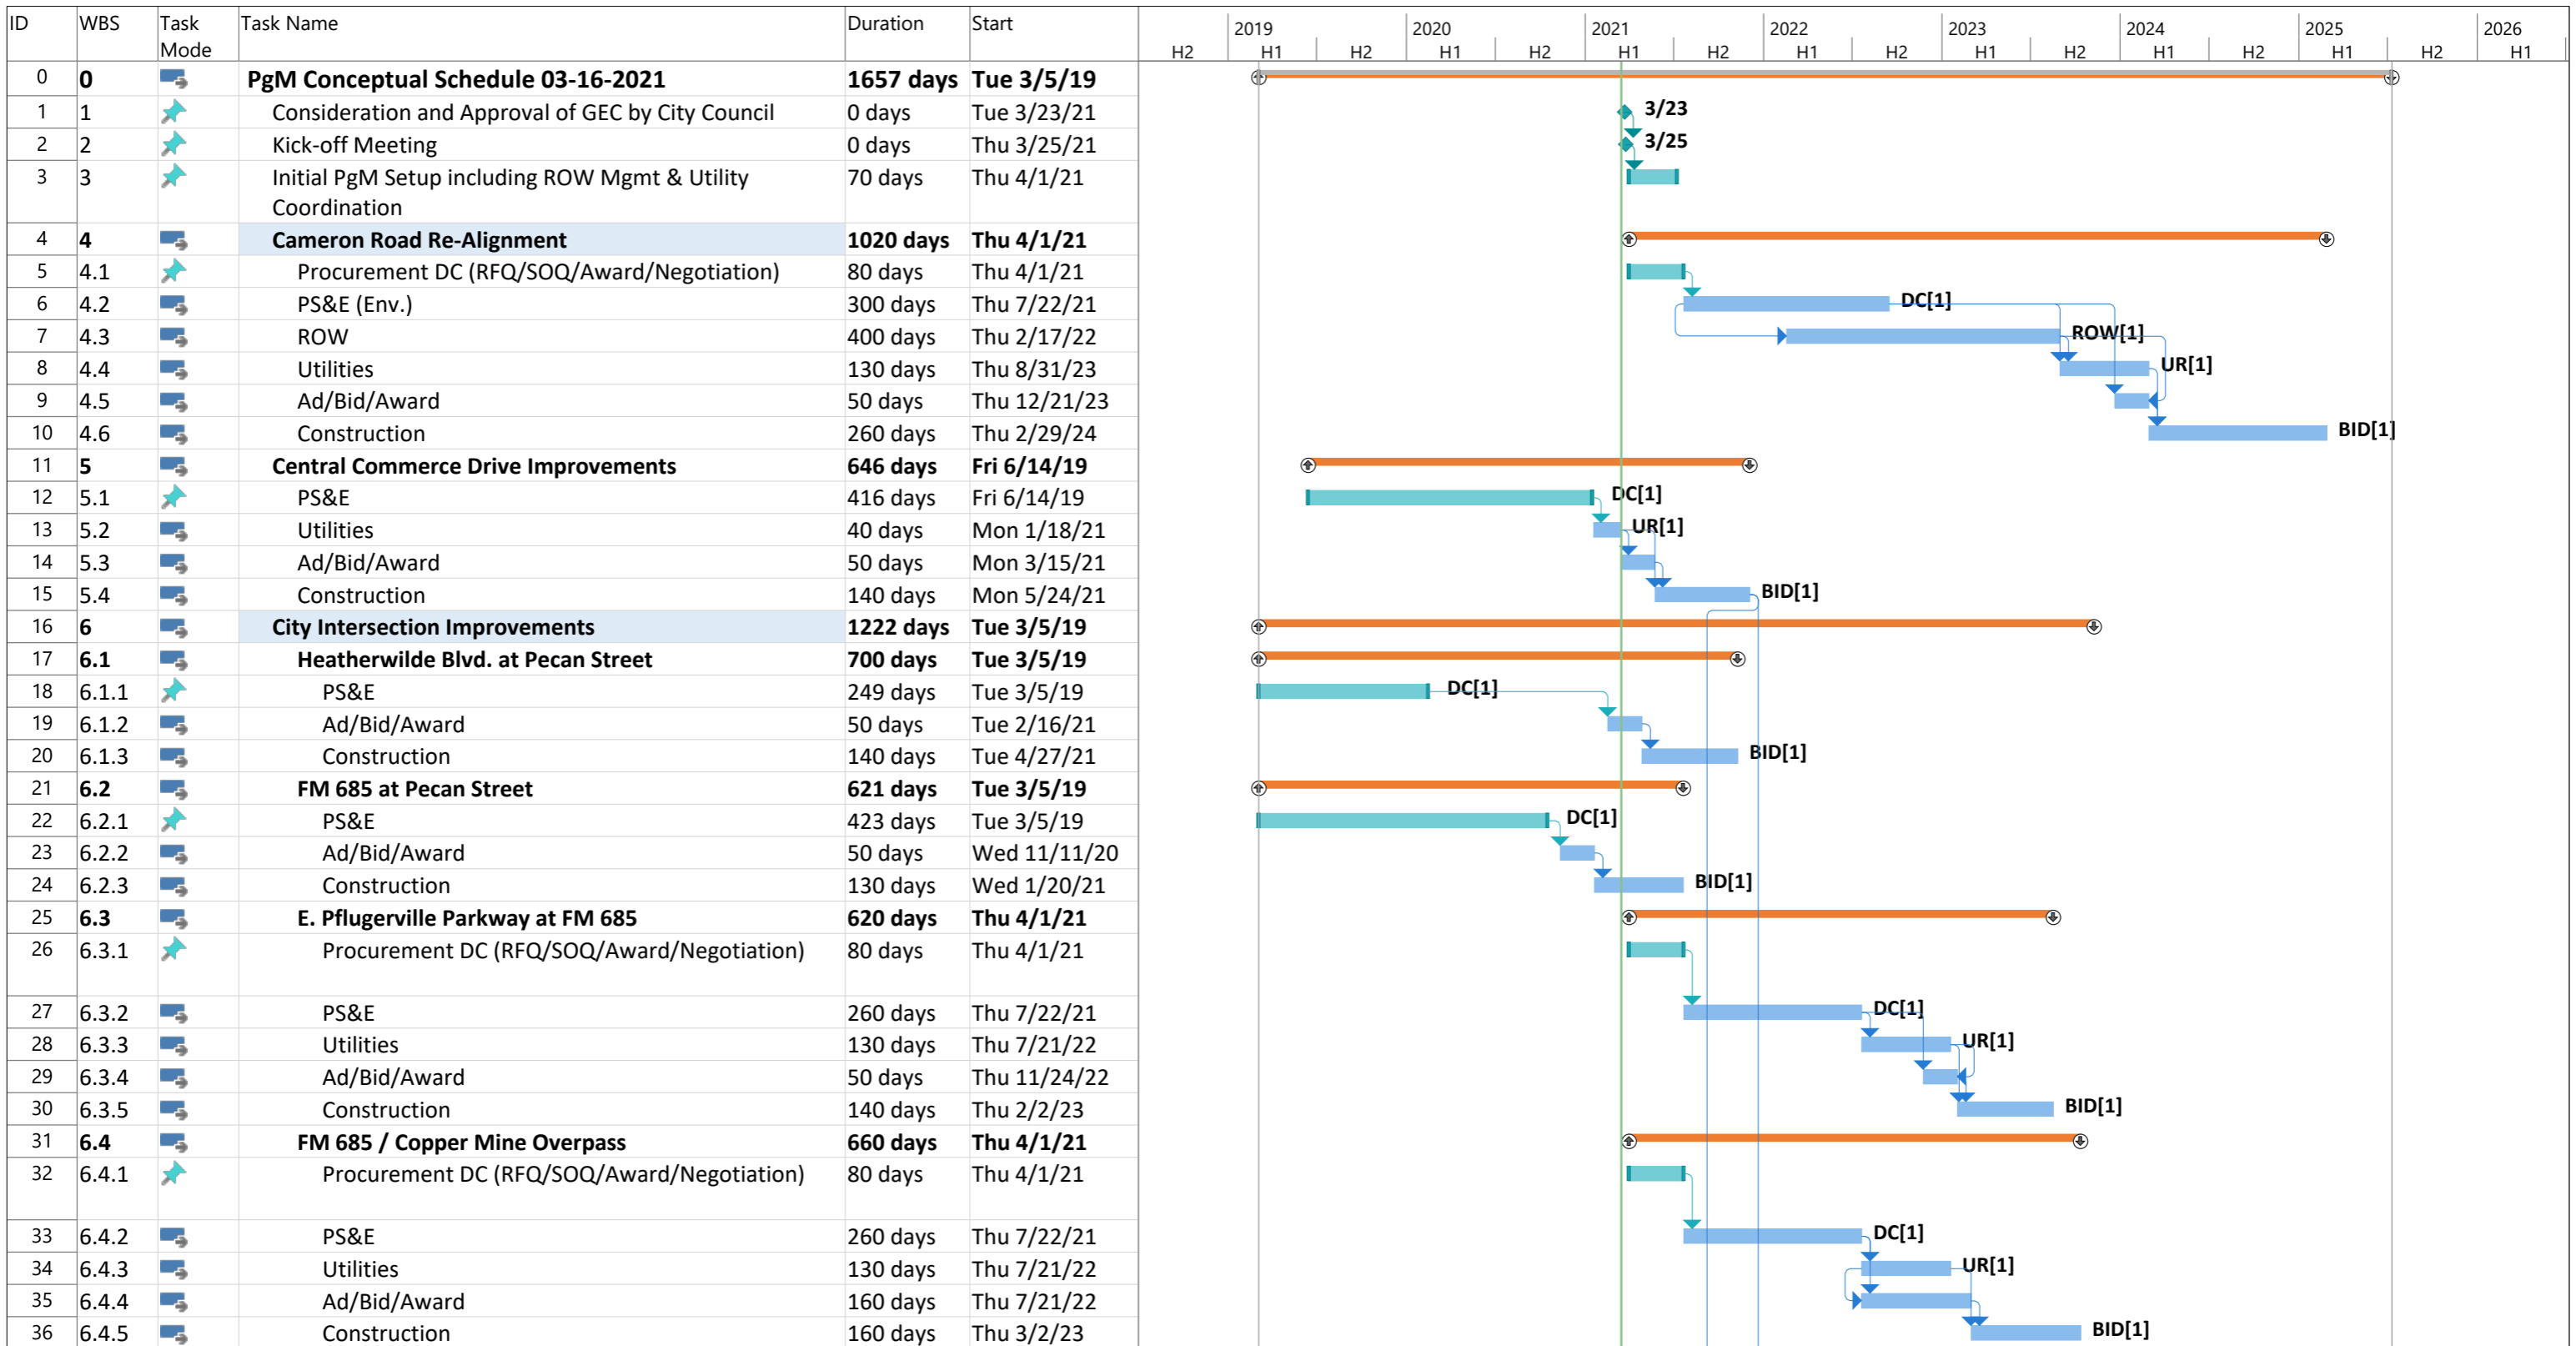 ID WBS Task Mode Task Name Duration Start 2019 2020 2021 2022 2023 2024 2025 2026
H2 H1 H2 H1 H2 H1 H2 H1 H2 H1 H2 H1 H2 H1 H2 H1
0 0 PgM Conceptual Schedule 03-16-2021 1657 days Tue 3/5/19
1 1 Consideration and Approval of GEC by City Council 0 days Tue 3/23/21 3/23
2 2 Kick-off Meeting 0 days Thu 3/25/21 3/25
3 3 Initial PgM Setup including ROW Mgmt & Utility 70 days Thu 4/1/21
Coordination
4 4 Cameron Road Re-Alignment 1020 days Thu 4/1/21
5 4.1 Procurement DC (RFQ/SOQ/Award/Negotiation) 80 days Thu 4/1/21
6 4.2 PS&E (Env.) 300 days Thu 7/22/21 DC[1]
7 4.3 ROW 400 days Thu 2/17/22 ROW[1]
8 4.4 Utilities 130 days Thu 8/31/23 UR[1]
9 4.5 Ad/Bid/Award 50 days Thu 12/21/23
10 4.6 Construction 260 days Thu 2/29/24 BID[1]
11 5 Central Commerce Drive Improvements 646 days Fri 6/14/19
12 5.1 PS&E 416 days Fri 6/14/19 DC[1]
13 5.2 Utilities 40 days Mon 1/18/21 UR[1]
14 5.3 Ad/Bid/Award 50 days Mon 3/15/21
15 5.4 Construction 140 days Mon 5/24/21 BID[1]
16 6 City Intersection Improvements 1222 days Tue 3/5/19
17 6.1 Heatherwilde Blvd. at Pecan Street 700 days Tue 3/5/19
18 6.1.1 PS&E 249 days Tue 3/5/19 DC[1]
19 6.1.2 Ad/Bid/Award 50 days Tue 2/16/21
20 6.1.3 Construction 140 days Tue 4/27/21 BID[1]
21 6.2 FM 685 at Pecan Street 621 days Tue 3/5/19
22 6.2.1 PS&E 423 days Tue 3/5/19 DC[1]
23 6.2.2 Ad/Bid/Award 50 days Wed 11/11/20
24 6.2.3 Construction 130 days Wed 1/20/21 BID[1]
25 6.3 E. Pflugerville Parkway at FM 685 620 days Thu 4/1/21
26 6.3.1 Procurement DC (RFQ/SOQ/Award/Negotiation) 80 days Thu 4/1/21
27 6.3.2 PS&E 260 days Thu 7/22/21 DC[1]
28 6.3.3 Utilities 130 days Thu 7/21/22 UR[1]
29 6.3.4 Ad/Bid/Award 50 days Thu 11/24/22
30 6.3.5 Construction 140 days Thu 2/2/23 BID[1]
31 6.4 FM 685 / Copper Mine Overpass 660 days Thu 4/1/21
32 6.4.1 Procurement DC (RFQ/SOQ/Award/Negotiation) 80 days Thu 4/1/21
33 6.4.2 PS&E 260 days Thu 7/22/21 DC[1]
34 6.4.3 Utilities 130 days Thu 7/21/22 UR[1]
35 6.4.4 Ad/Bid/Award 160 days Thu 7/21/22
36 6.4.5 Construction 160 days Thu 3/2/23 BID[1]